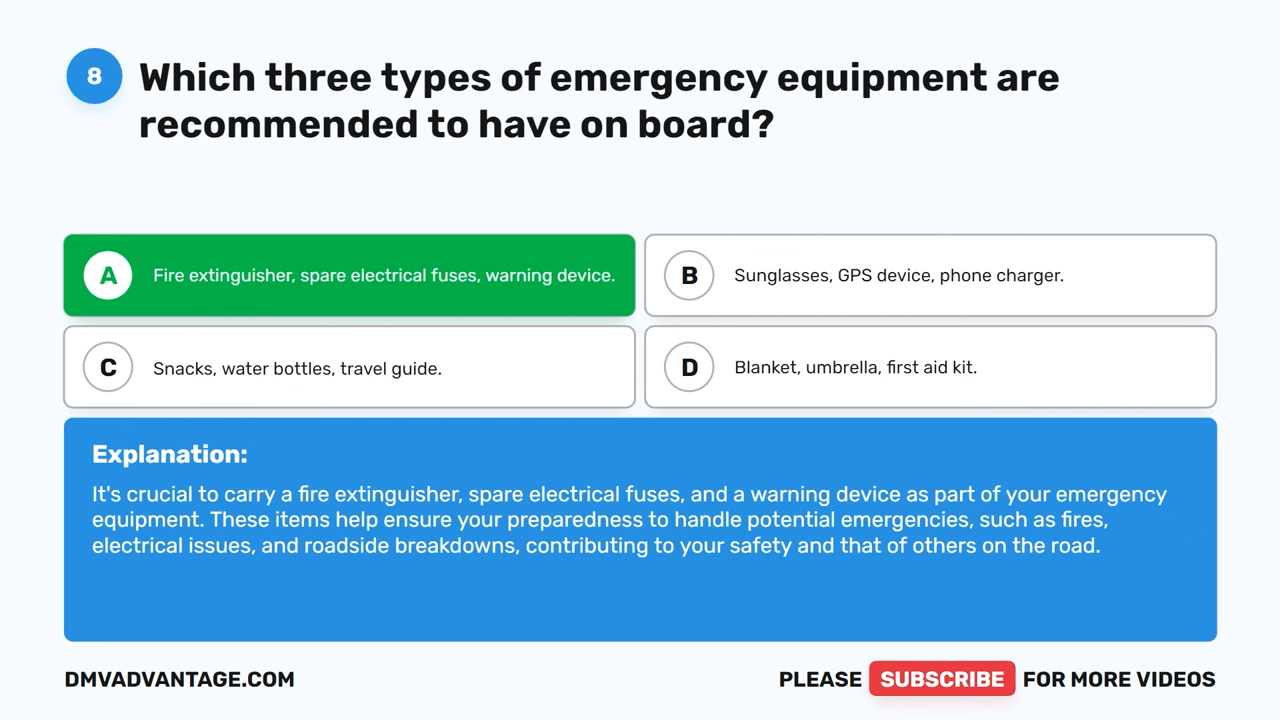 8
Which three types of emergency equipment are
recommended to have on board?
A
Fire extinguisher, spare electrical fuses, warning device.
B
Sunglasses, GPS device, phone charger.
C
Snacks, water bottles, travel guide.
D
Blanket, umbrella, first aid kit.
Explanation:
It's crucial to carry a fire extinguisher, spare electrical fuses, and a warning device as part of your emergency
equipment. These items help ensure your preparedness to handle potential emergencies, such as fires,
electrical issues, and roadside breakdowns, contributing to your safety and that of others on the road.
DMVADVANTAGE.COM
PLEASE SUBSCRIBE FOR MORE VIDEOS